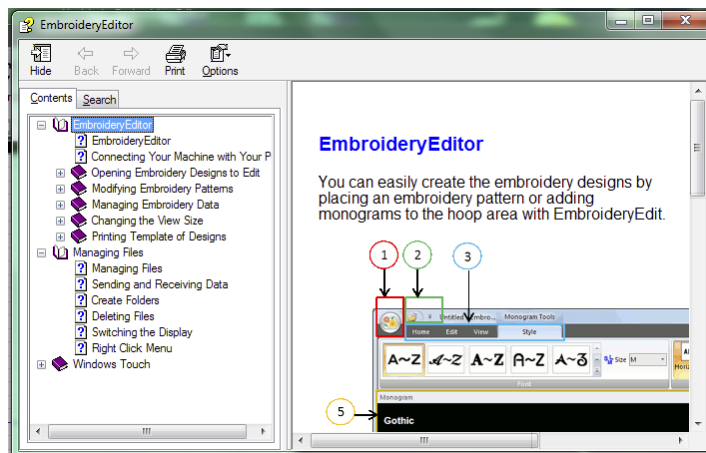 EmbroideryEditor
Hide Back Forward Print Options
Contents Search
EmbroideryEditor
EmbroideryEditor
Connecting Your Machine with Your P
Opening Embroidery Designs to Edit
Modifying Embroidery Patterns
Managing Embroidery Data
Changing the View Size
Printing Template of Designs
Managing Files
Managing Files
Sending and Receiving Data
Create Folders
Deleting Files
Switching the Display
Right Click Menu
Windows Touch
EmbroideryEditor
You can easily create the embroidery designs by
placing an embroidery pattern or adding
monograms to the hoop area with EmbroideryEdit.
1 2 3
Untitled Embro... Monogram Tools
Home Edit View Style
A~Z A~Z A~Z A~Z A~Z Size M
Horiz
Font
Monogram
5
Gothic